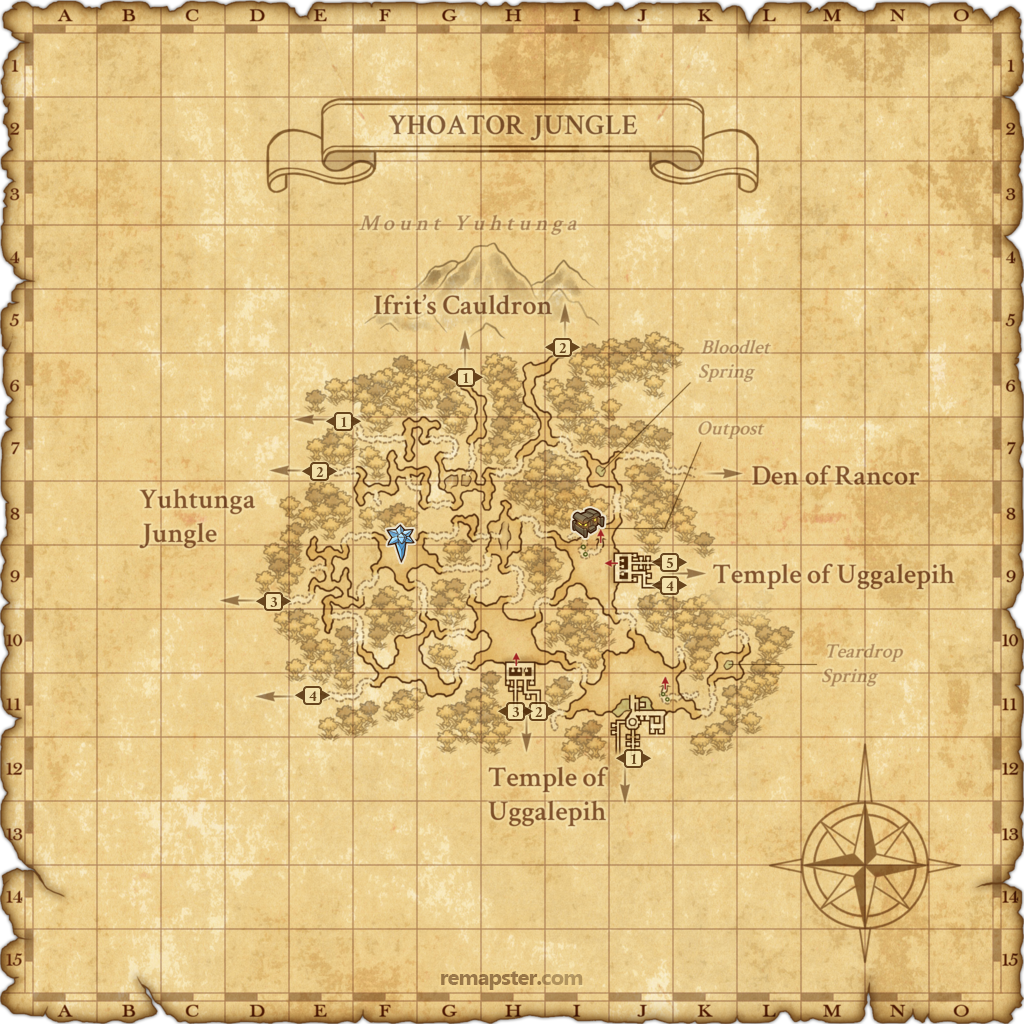 A B C D E F G H I J K L M N O
1 1
2 2
YHOATOR JUNGLE
3 3
Mount Yuhtunga
4 4
Ifrit's Cauldron
5 5
2
Bloodlet
Spring
1
6 6
1
Outpost
7 7
2
Den of Rancor
Yuhtunga
Jungle
8 8
5
Temple of Uggalepih
4
9 9
3
10 10
Teardrop
Spring
4
11 11
3 2
1
12 12
Temple of
Uggalepih
13 13
14 14
15 15
remapster.com
A B C D E F G H I J K L M N O